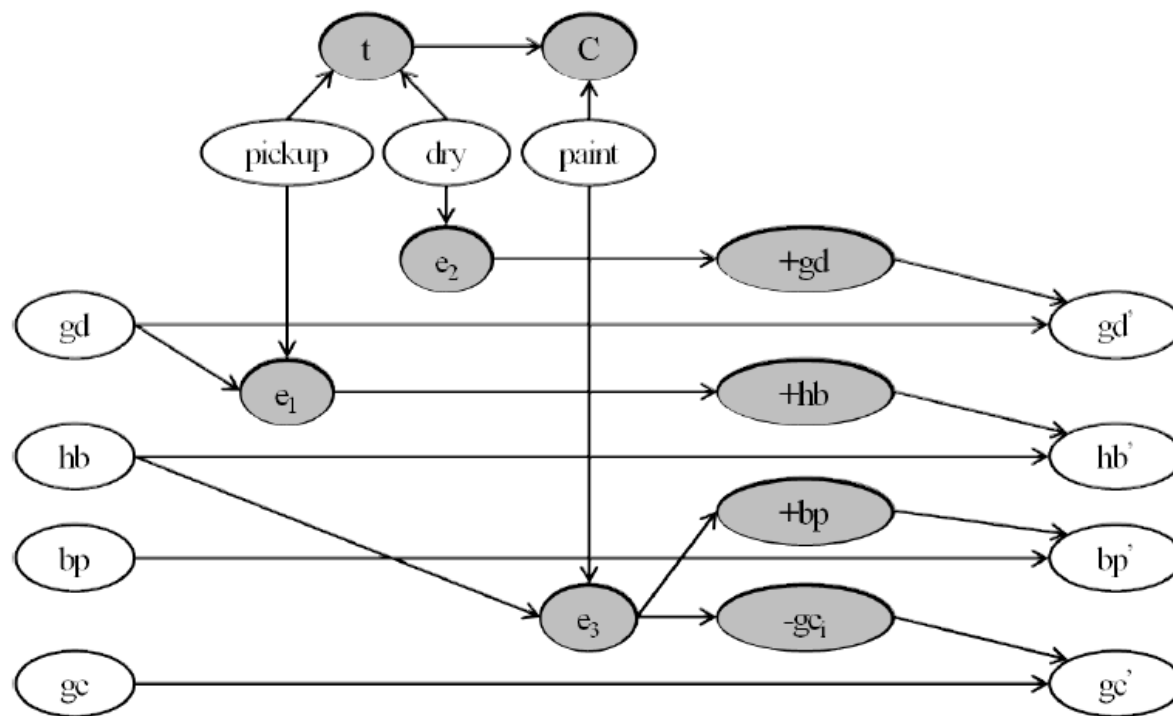 t
C
pickup
dry
paint
e₂
+gd
gd
gd'
e₁
+hb
hb
hb'
+bp
bp
bp'
e₃
-gcᵢ
gc
gc'